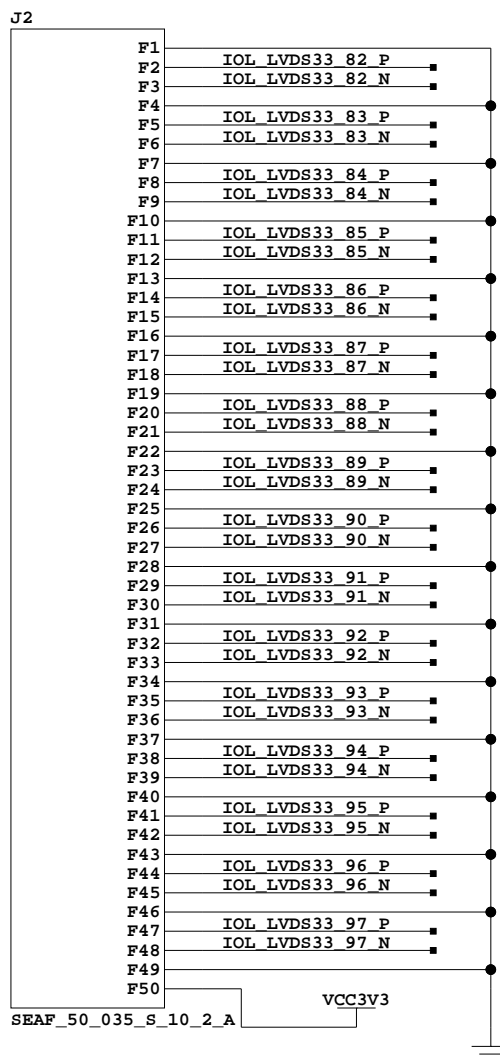 J2
F1
F2 IOL_LVDS33_82_P
F3 IOL_LVDS33_82_N
F4
F5 IOL_LVDS33_83_P
F6 IOL_LVDS33_83_N
F7
F8 IOL_LVDS33_84_P
F9 IOL_LVDS33_84_N
F10
F11 IOL_LVDS33_85_P
F12 IOL_LVDS33_85_N
F13
F14 IOL_LVDS33_86_P
F15 IOL_LVDS33_86_N
F16
F17 IOL_LVDS33_87_P
F18 IOL_LVDS33_87_N
F19
F20 IOL_LVDS33_88_P
F21 IOL_LVDS33_88_N
F22
F23 IOL_LVDS33_89_P
F24 IOL_LVDS33_89_N
F25
F26 IOL_LVDS33_90_P
F27 IOL_LVDS33_90_N
F28
F29 IOL_LVDS33_91_P
F30 IOL_LVDS33_91_N
F31
F32 IOL_LVDS33_92_P
F33 IOL_LVDS33_92_N
F34
F35 IOL_LVDS33_93_P
F36 IOL_LVDS33_93_N
F37
F38 IOL_LVDS33_94_P
F39 IOL_LVDS33_94_N
F40
F41 IOL_LVDS33_95_P
F42 IOL_LVDS33_95_N
F43
F44 IOL_LVDS33_96_P
F45 IOL_LVDS33_96_N
F46
F47 IOL_LVDS33_97_P
F48 IOL_LVDS33_97_N
F49
F50
VCC3V3
SEAF_50_035_S_10_2_A